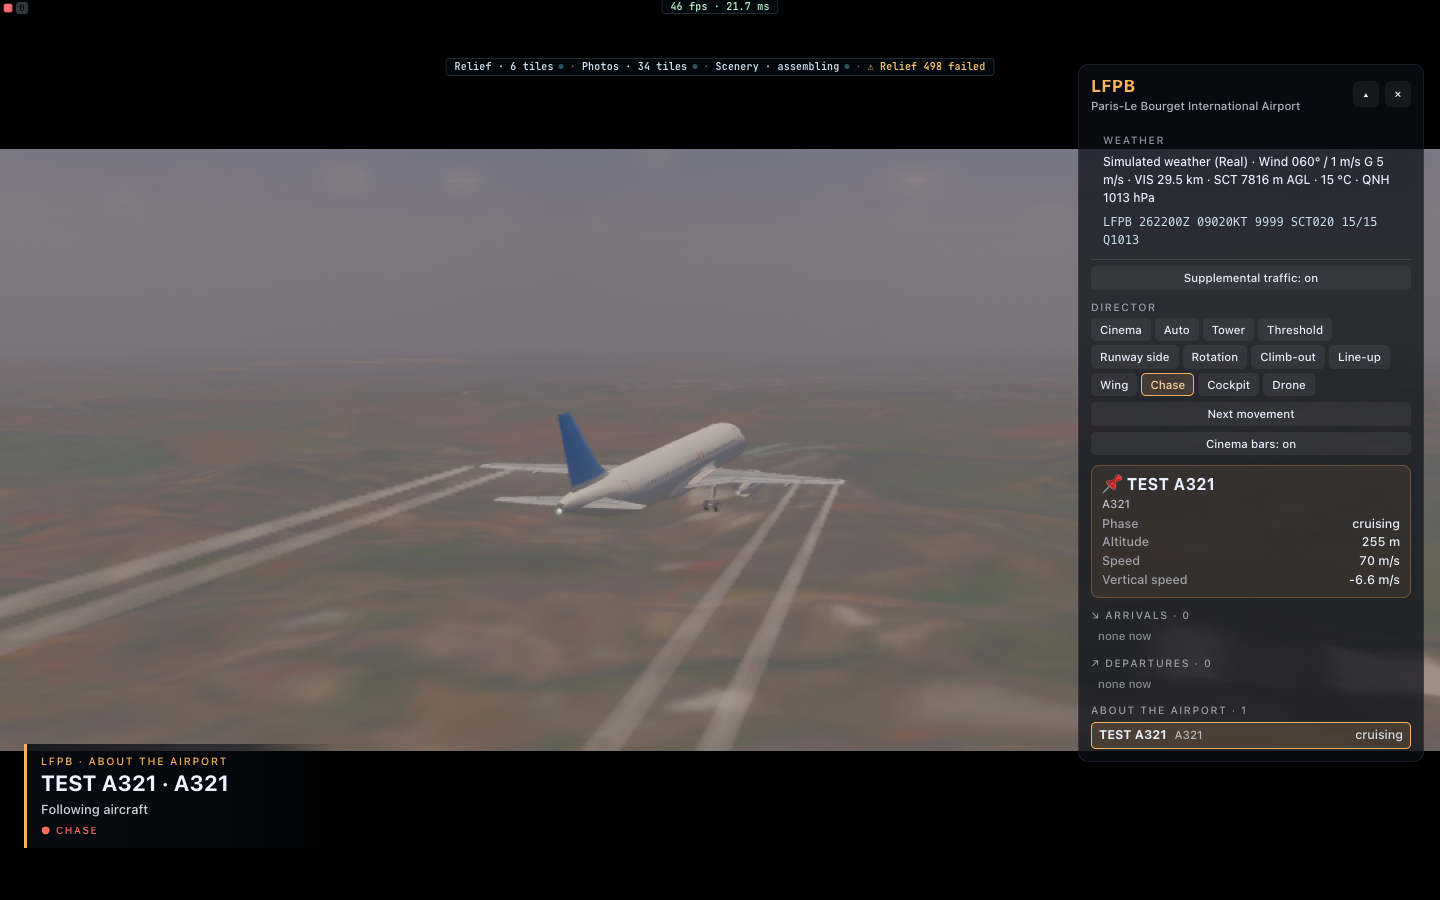 46 fps · 21.7 ms
Relief · 6 tiles · Photos · 34 tiles · Scenery · assembling · ⚠ Relief 498 failed
LFPB
Paris-Le Bourget International Airport
WEATHER
Simulated weather (Real) · Wind 060° / 1 m/s G 5
m/s · VIS 29.5 km · SCT 7816 m AGL · 15 °C · QNH
1013 hPa
LFPB 262200Z 09020KT 9999 SCT020 15/15
Q1013
Supplemental traffic: on
DIRECTOR
Cinema Auto Tower Threshold
Runway side Rotation Climb-out Line-up
Wing Chase Cockpit Drone
Next movement
Cinema bars: on
📌 TEST A321
A321
Phase cruising
Altitude 255 m
Speed 70 m/s
Vertical speed -6.6 m/s
↘ ARRIVALS · 0
none now
↗ DEPARTURES · 0
none now
ABOUT THE AIRPORT · 1
TEST A321 A321 cruising
LFPB · ABOUT THE AIRPORT
TEST A321 · A321
Following aircraft
CHASE